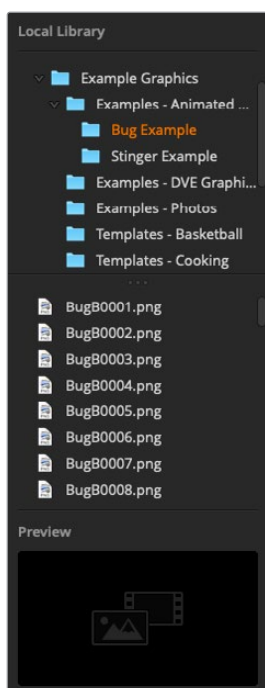 Local Library
Example Graphics
Examples - Animated ...
Bug Example
Stinger Example
Examples - DVE Graphi...
Examples - Photos
Templates - Basketball
Templates - Cooking
BugB0001.png
BugB0002.png
BugB0003.png
BugB0004.png
BugB0005.png
BugB0006.png
BugB0007.png
BugB0008.png
Preview